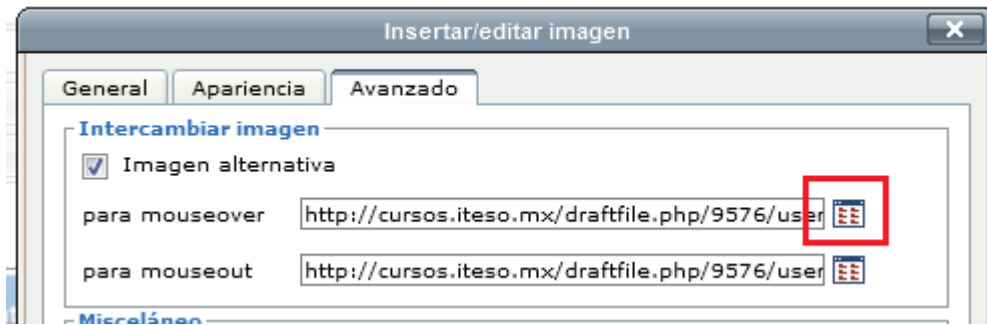 Insertar/editar imagen
General Apariencia Avanzado
Intercambiar imagen
Imagen alternativa
para mouseover http://cursos.iteso.mx/draftfile.php/9576/user
para mouseout http://cursos.iteso.mx/draftfile.php/9576/user
Misceláneo